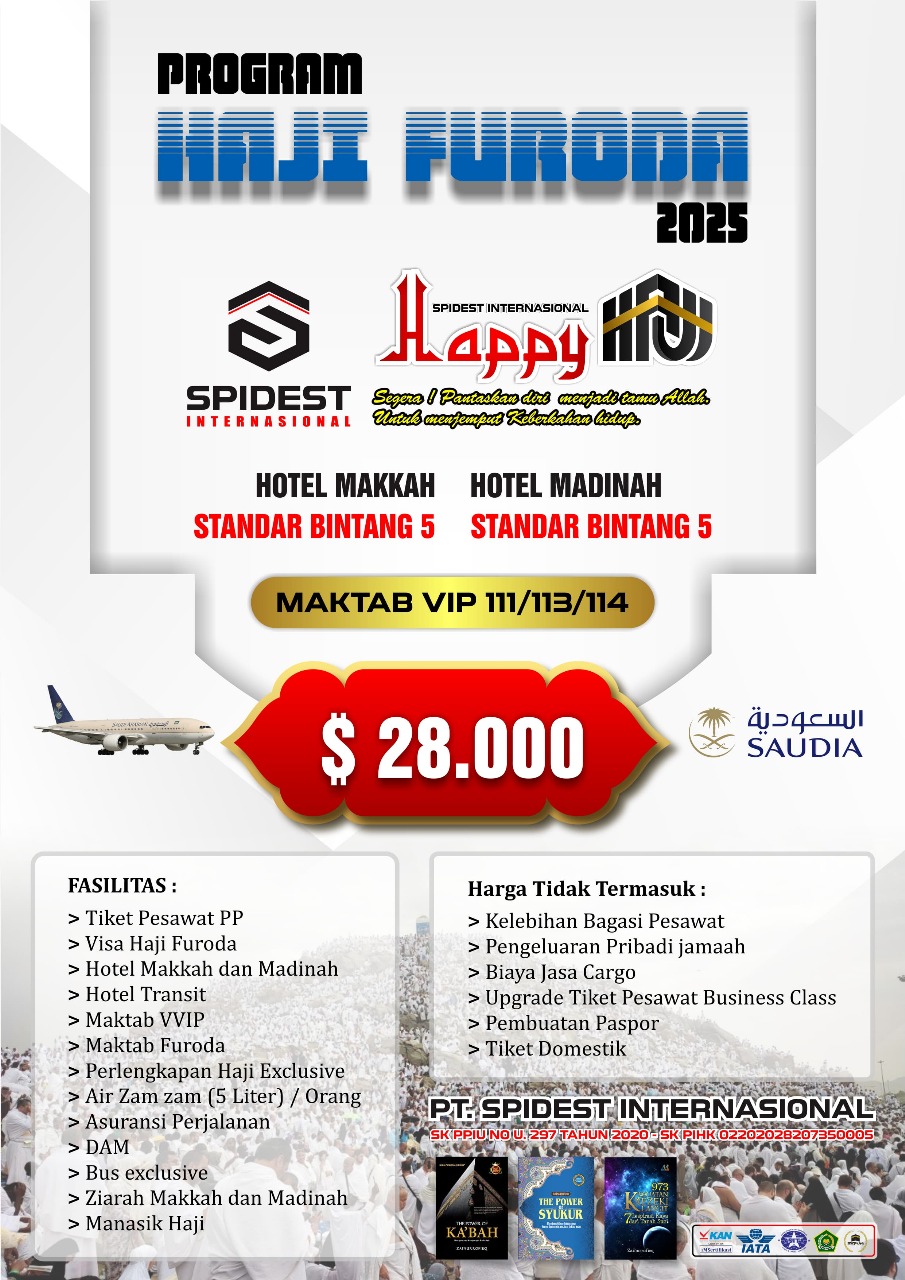 PROGRAM
HAJI FURODA
2025
SPIDEST INTERNASIONAL
Happy
HAJJ
SPIDEST
INTERNASIONAL
Segera ! Pantaskan diri menjadi tamu Allah.
Untuk menjemput Keberkahan hidup.
HOTEL MAKKAH
STANDAR BINTANG 5
HOTEL MADINAH
STANDAR BINTANG 5
MAKTAB VIP 111/113/114
$ 28.000
السعودية
SAUDIA
FASILITAS :
> Tiket Pesawat PP
> Visa Haji Furoda
> Hotel Makkah dan Madinah
> Hotel Transit
> Maktab VVIP
> Maktab Furoda
> Perlengkapan Haji Exclusive
> Air Zam zam (5 Liter) / Orang
> Asuransi Perjalanan
> DAM
> Bus exclusive
> Ziarah Makkah dan Madinah
> Manasik Haji
Harga Tidak Termasuk :
> Kelebihan Bagasi Pesawat
> Pengeluaran Pribadi jamaah
> Biaya Jasa Cargo
> Upgrade Tiket Pesawat Business Class
> Pembuatan Paspor
> Tiket Domestik
PT. SPIDEST INTERNASIONAL
SK PPIU NO U. 297 TAHUN 2020 - SK PIHK 02202028207350005
THE POWER OF
KA'BAH
THE POWER
OF
SYUKUR
973
KAN
IATA